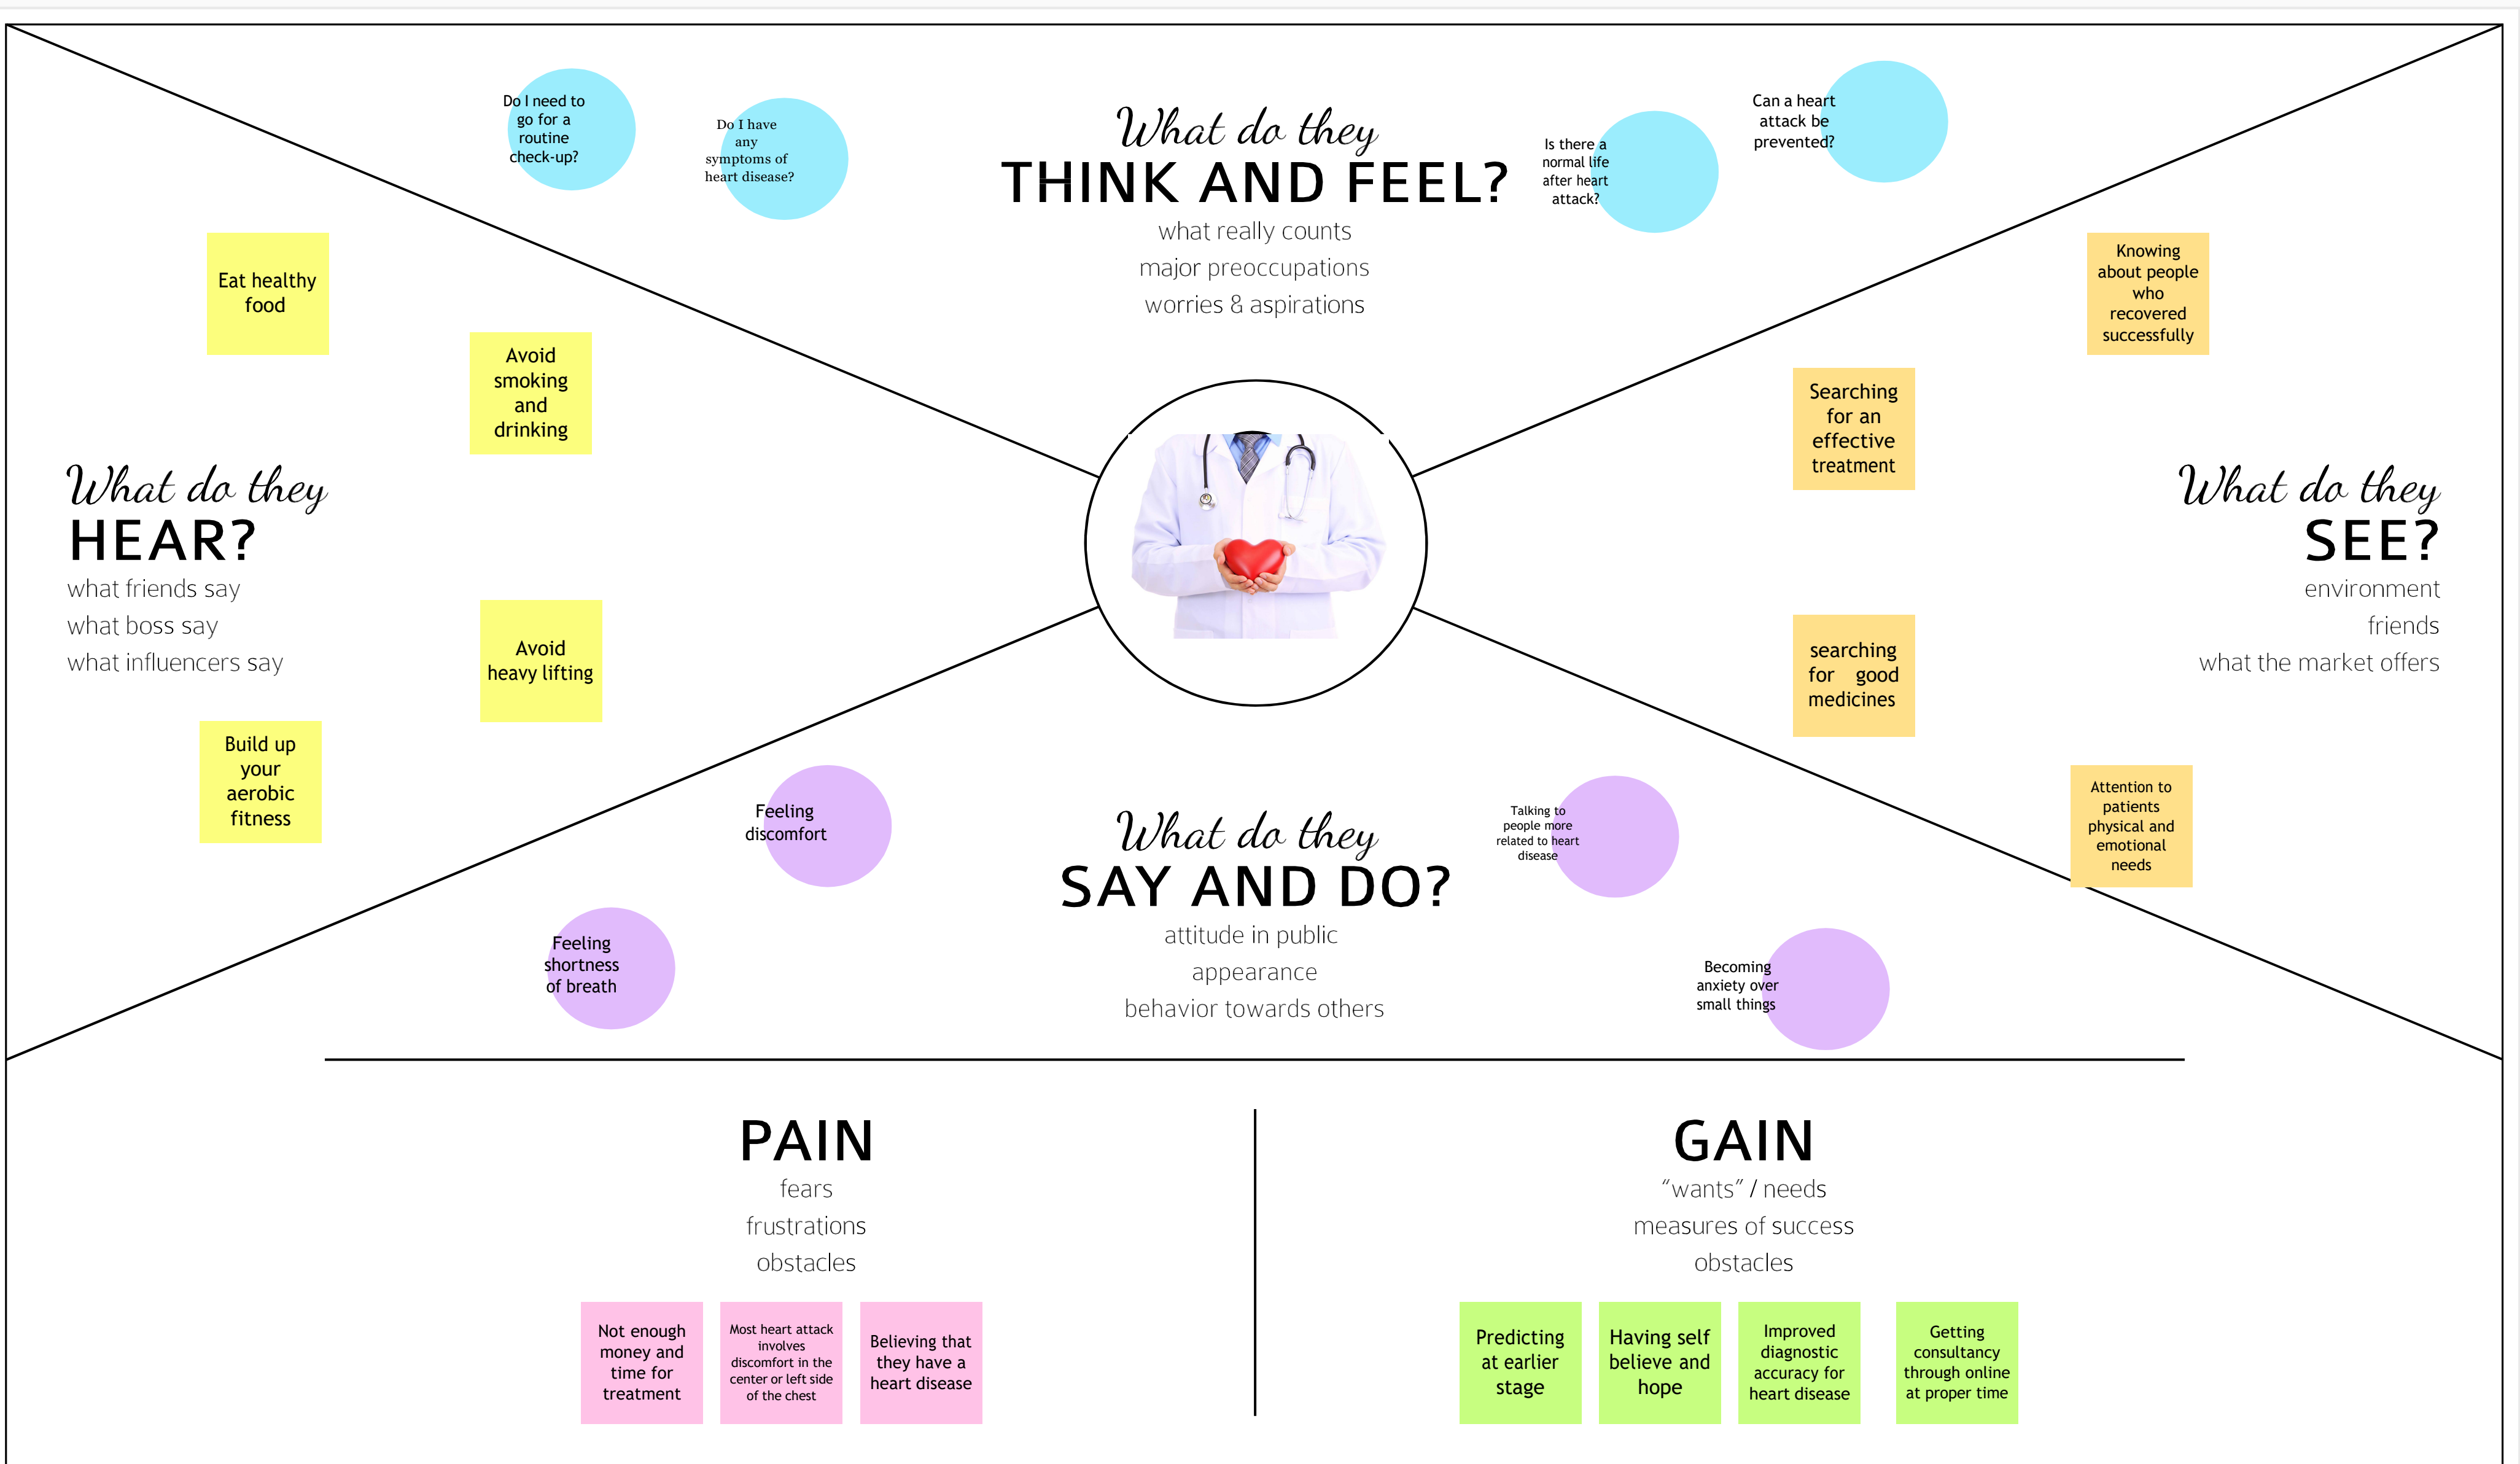 Do I need to
go for a
routine
check-up?
Do I have
any
symptoms of
heart disease?
What do they
THINK AND FEEL?
what really counts
major preoccupations
worries & aspirations
Is there a
normal life
after heart
attack?
Can a heart
attack be
prevented?
Eat healthy
food
Avoid
smoking
and
drinking
What do they
HEAR?
what friends say
what boss say
what influencers say
Avoid
heavy lifting
Build up
your
aerobic
fitness
Knowing
about people
who
recovered
successfully
Searching
for an
effective
treatment
What do they
SEE?
environment
friends
what the market offers
searching
for good
medicines
Attention to
patients
physical and
emotional
needs
Feeling
discomfort
Feeling
shortness
of breath
What do they
SAY AND DO?
attitude in public
appearance
behavior towards others
Talking to
people more
related to heart
disease
Becoming
anxiety over
small things
PAIN
fears
frustrations
obstacles
Not enough
money and
time for
treatment
Most heart attack
involves
discomfort in the
center or left side
of the chest
Believing that
they have a
heart disease
GAIN
“wants” / needs
measures of success
obstacles
Predicting
at earlier
stage
Having self
believe and
hope
Improved
diagnostic
accuracy for
heart disease
Getting
consultancy
through online
at proper time